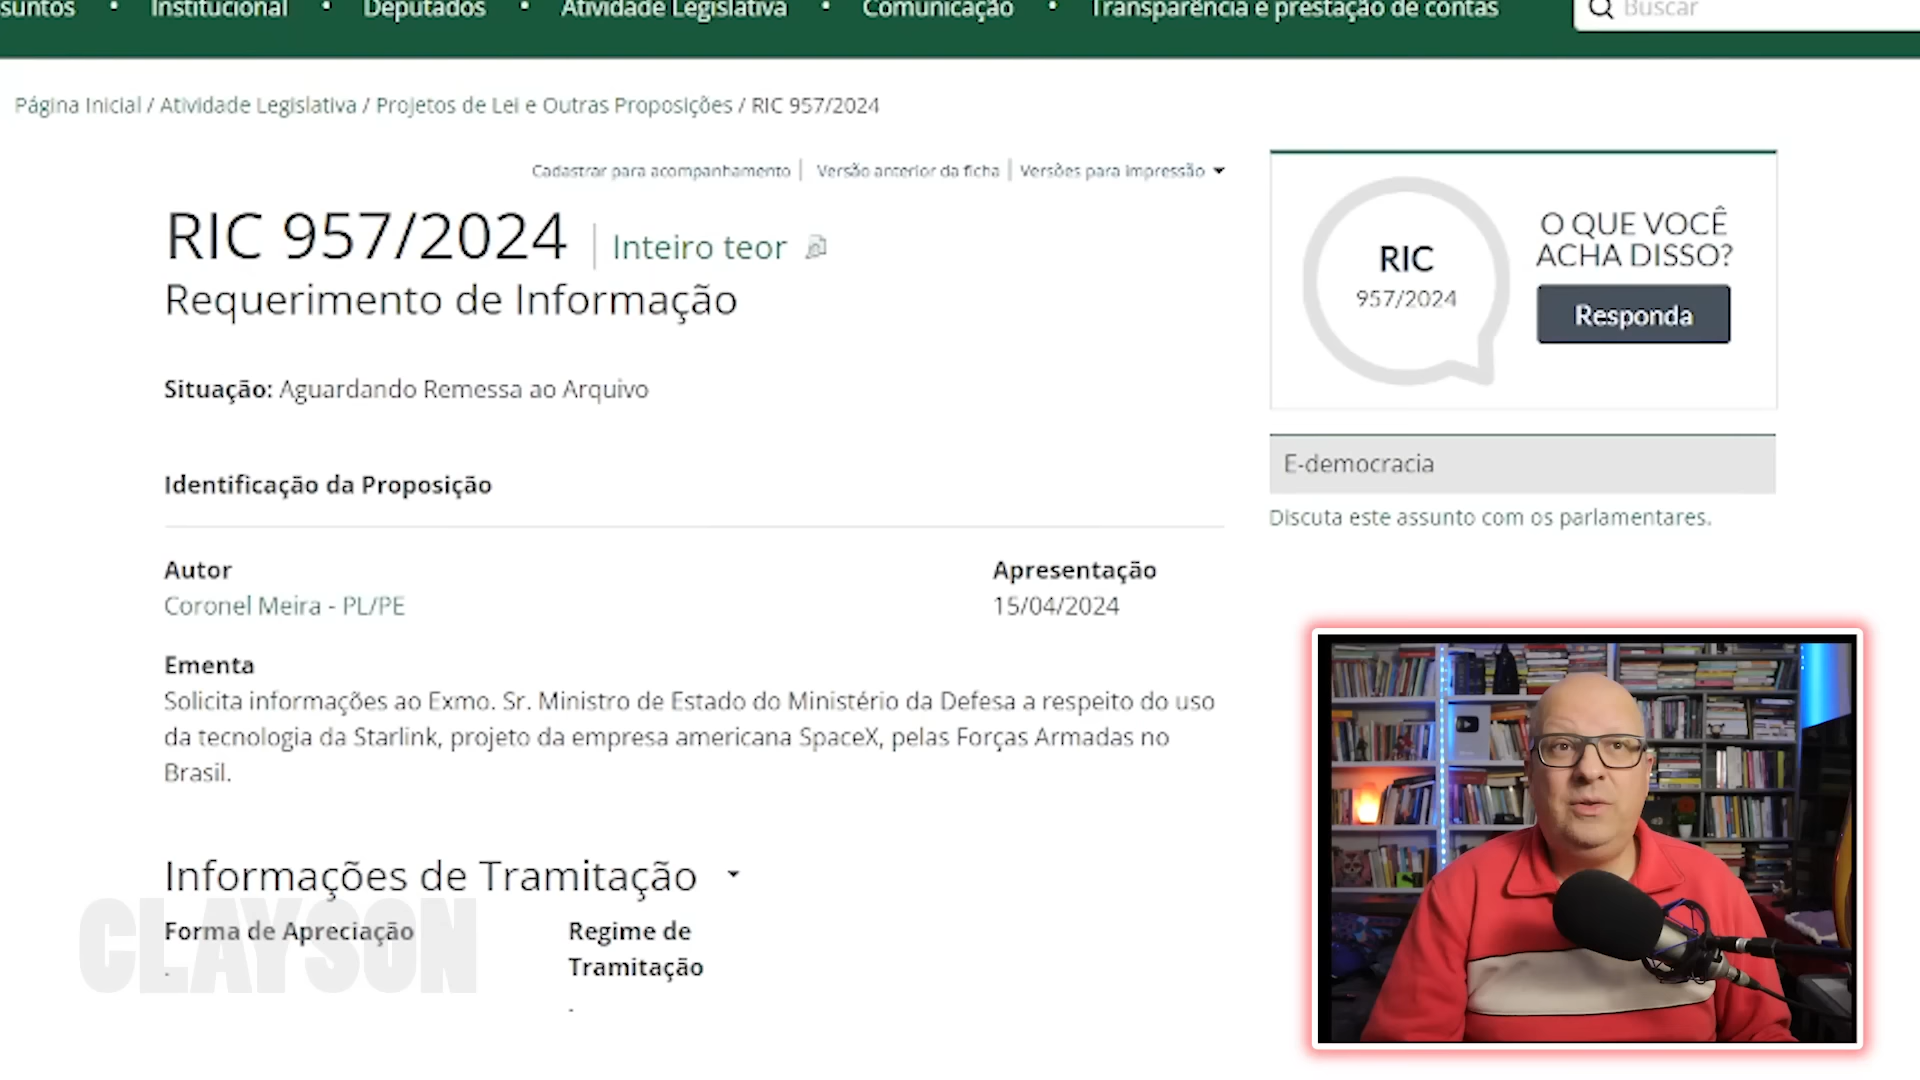 suntos • Institucional • Deputados • Atividade Legislativa • Comunicação • Transparência e prestação de contas
Buscar
Página Inicial / Atividade Legislativa / Projetos de Lei e Outras Proposições / RIC 957/2024
Cadastrar para acompanhamento | Versão anterior da ficha | Versões para impressão
RIC 957/2024 | Inteiro teor
Requerimento de Informação
Situação: Aguardando Remessa ao Arquivo
Identificação da Proposição
Autor
Coronel Meira - PL/PE
Apresentação
15/04/2024
Ementa
Solicita informações ao Exmo. Sr. Ministro de Estado do Ministério da Defesa a respeito do uso
da tecnologia da Starlink, projeto da empresa americana SpaceX, pelas Forças Armadas no
Brasil.
Informações de Tramitação
Forma de Apreciação
.
Regime de
Tramitação
.
RIC
957/2024
O QUE VOCÊ
ACHA DISSO?
Responda
E-democracia
Discuta este assunto com os parlamentares.
CLAYSON